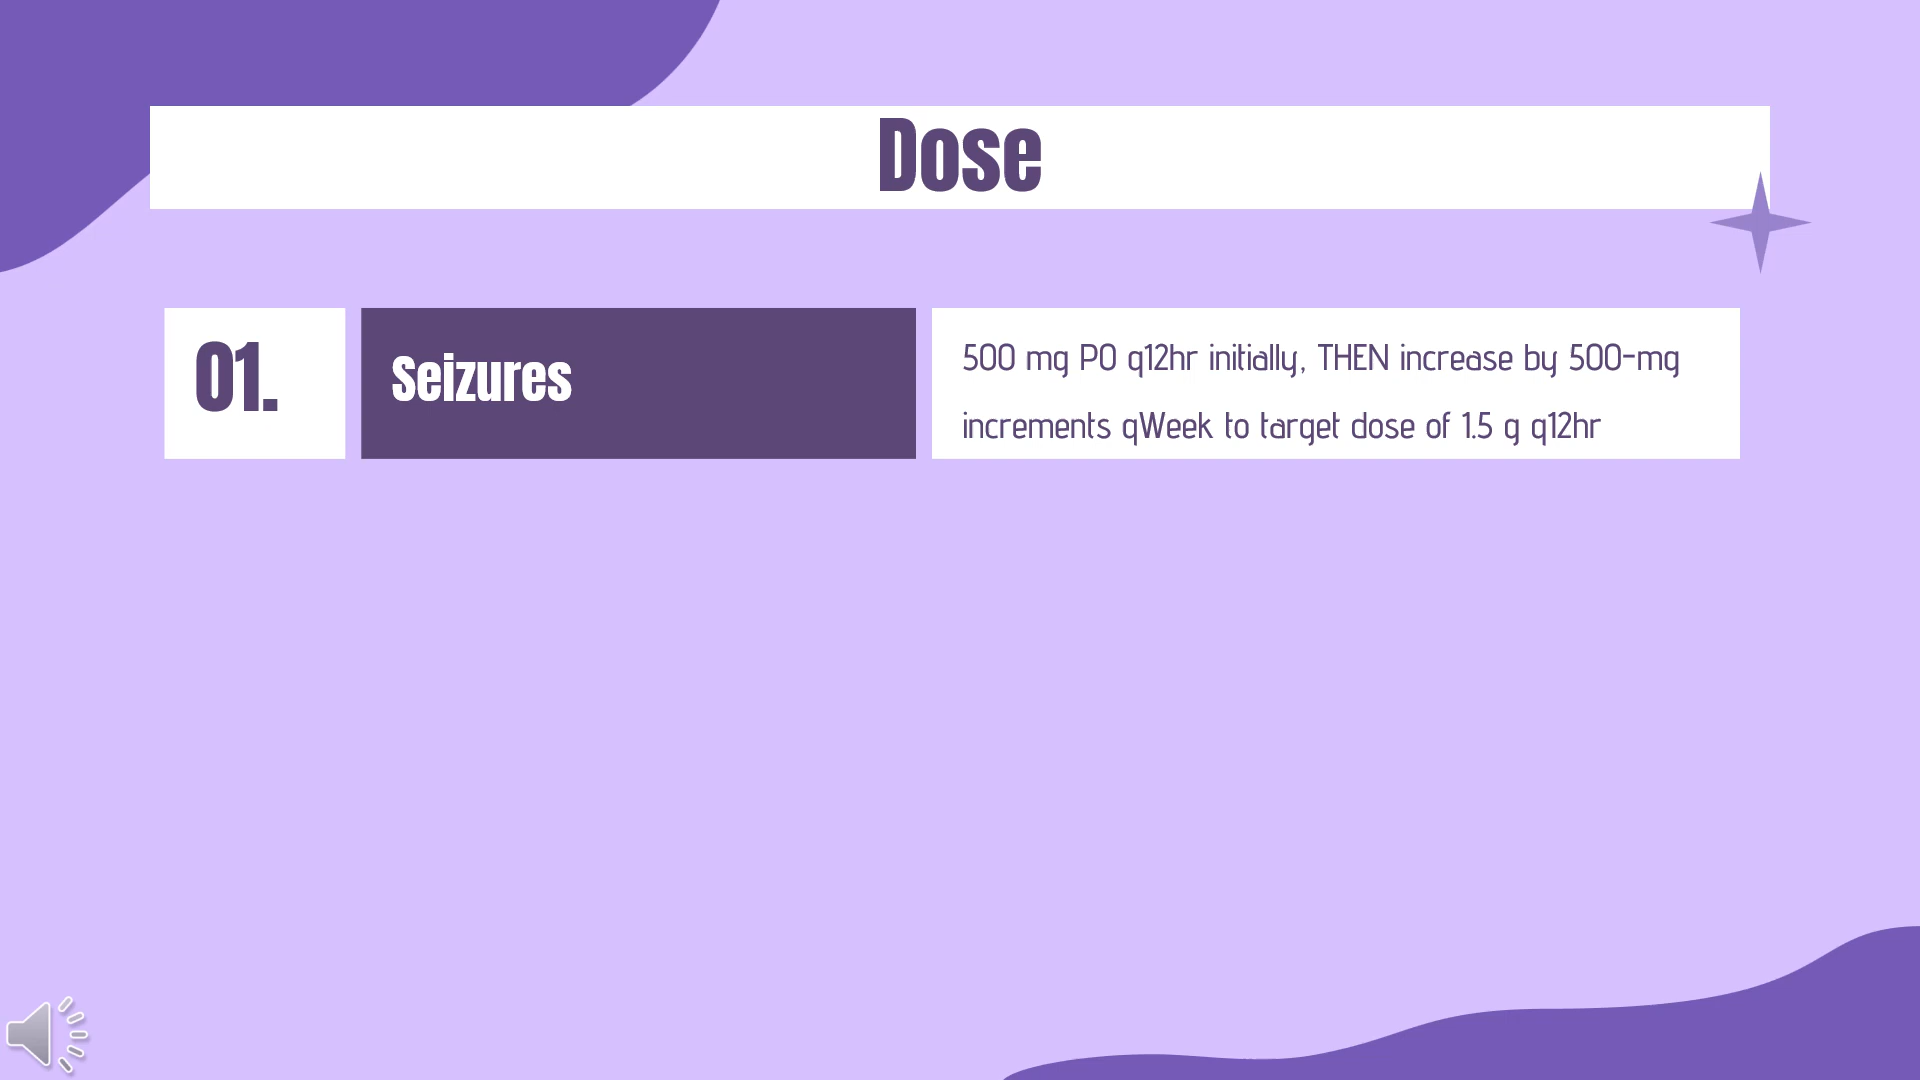 Dose
01.
Seizures
500 mg PO q12hr initially, THEN increase by 500-mg
increments qWeek to target dose of 1.5 g q12hr